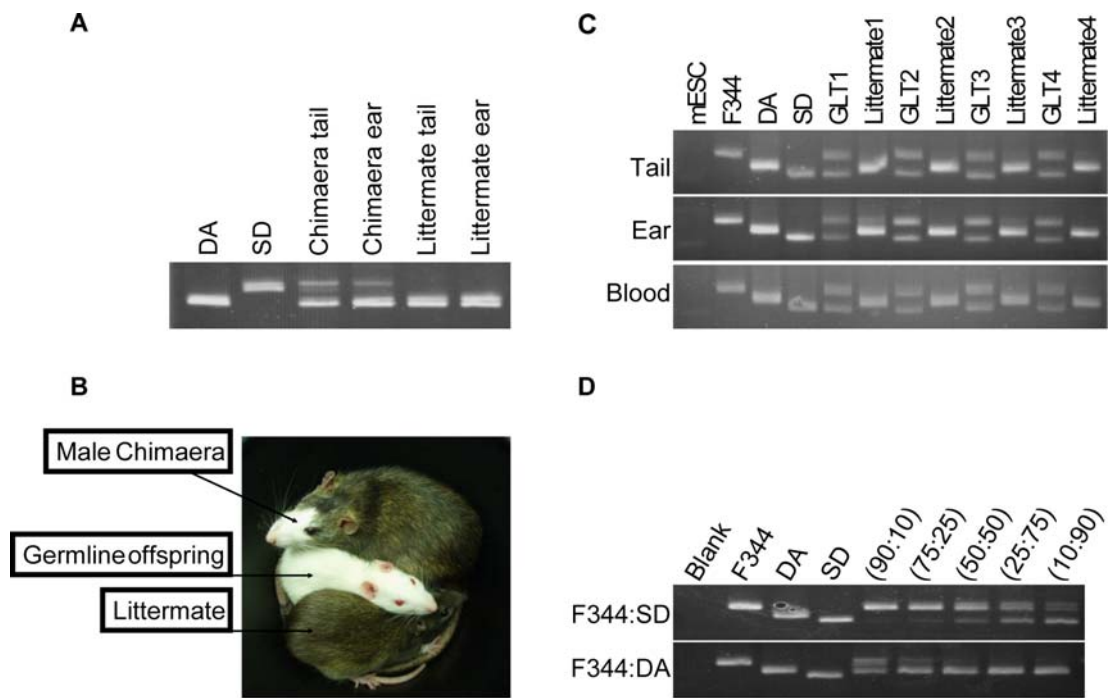 A
DA
SD
Chimaera tail
Chimaera ear
Littermate tail
Littermate ear
B
Male Chimaera
Germline offspring
Littermate
C
mESC
F344
DA
SD
GLT1
Littermate1
GLT2
Littermate2
GLT3
Littermate3
GLT4
Littermate4
Tail
Ear
Blood
D
Blank
F344
DA
SD
(90:10)
(75:25)
(50:50)
(25:75)
(10:90)
F344:SD
F344:DA